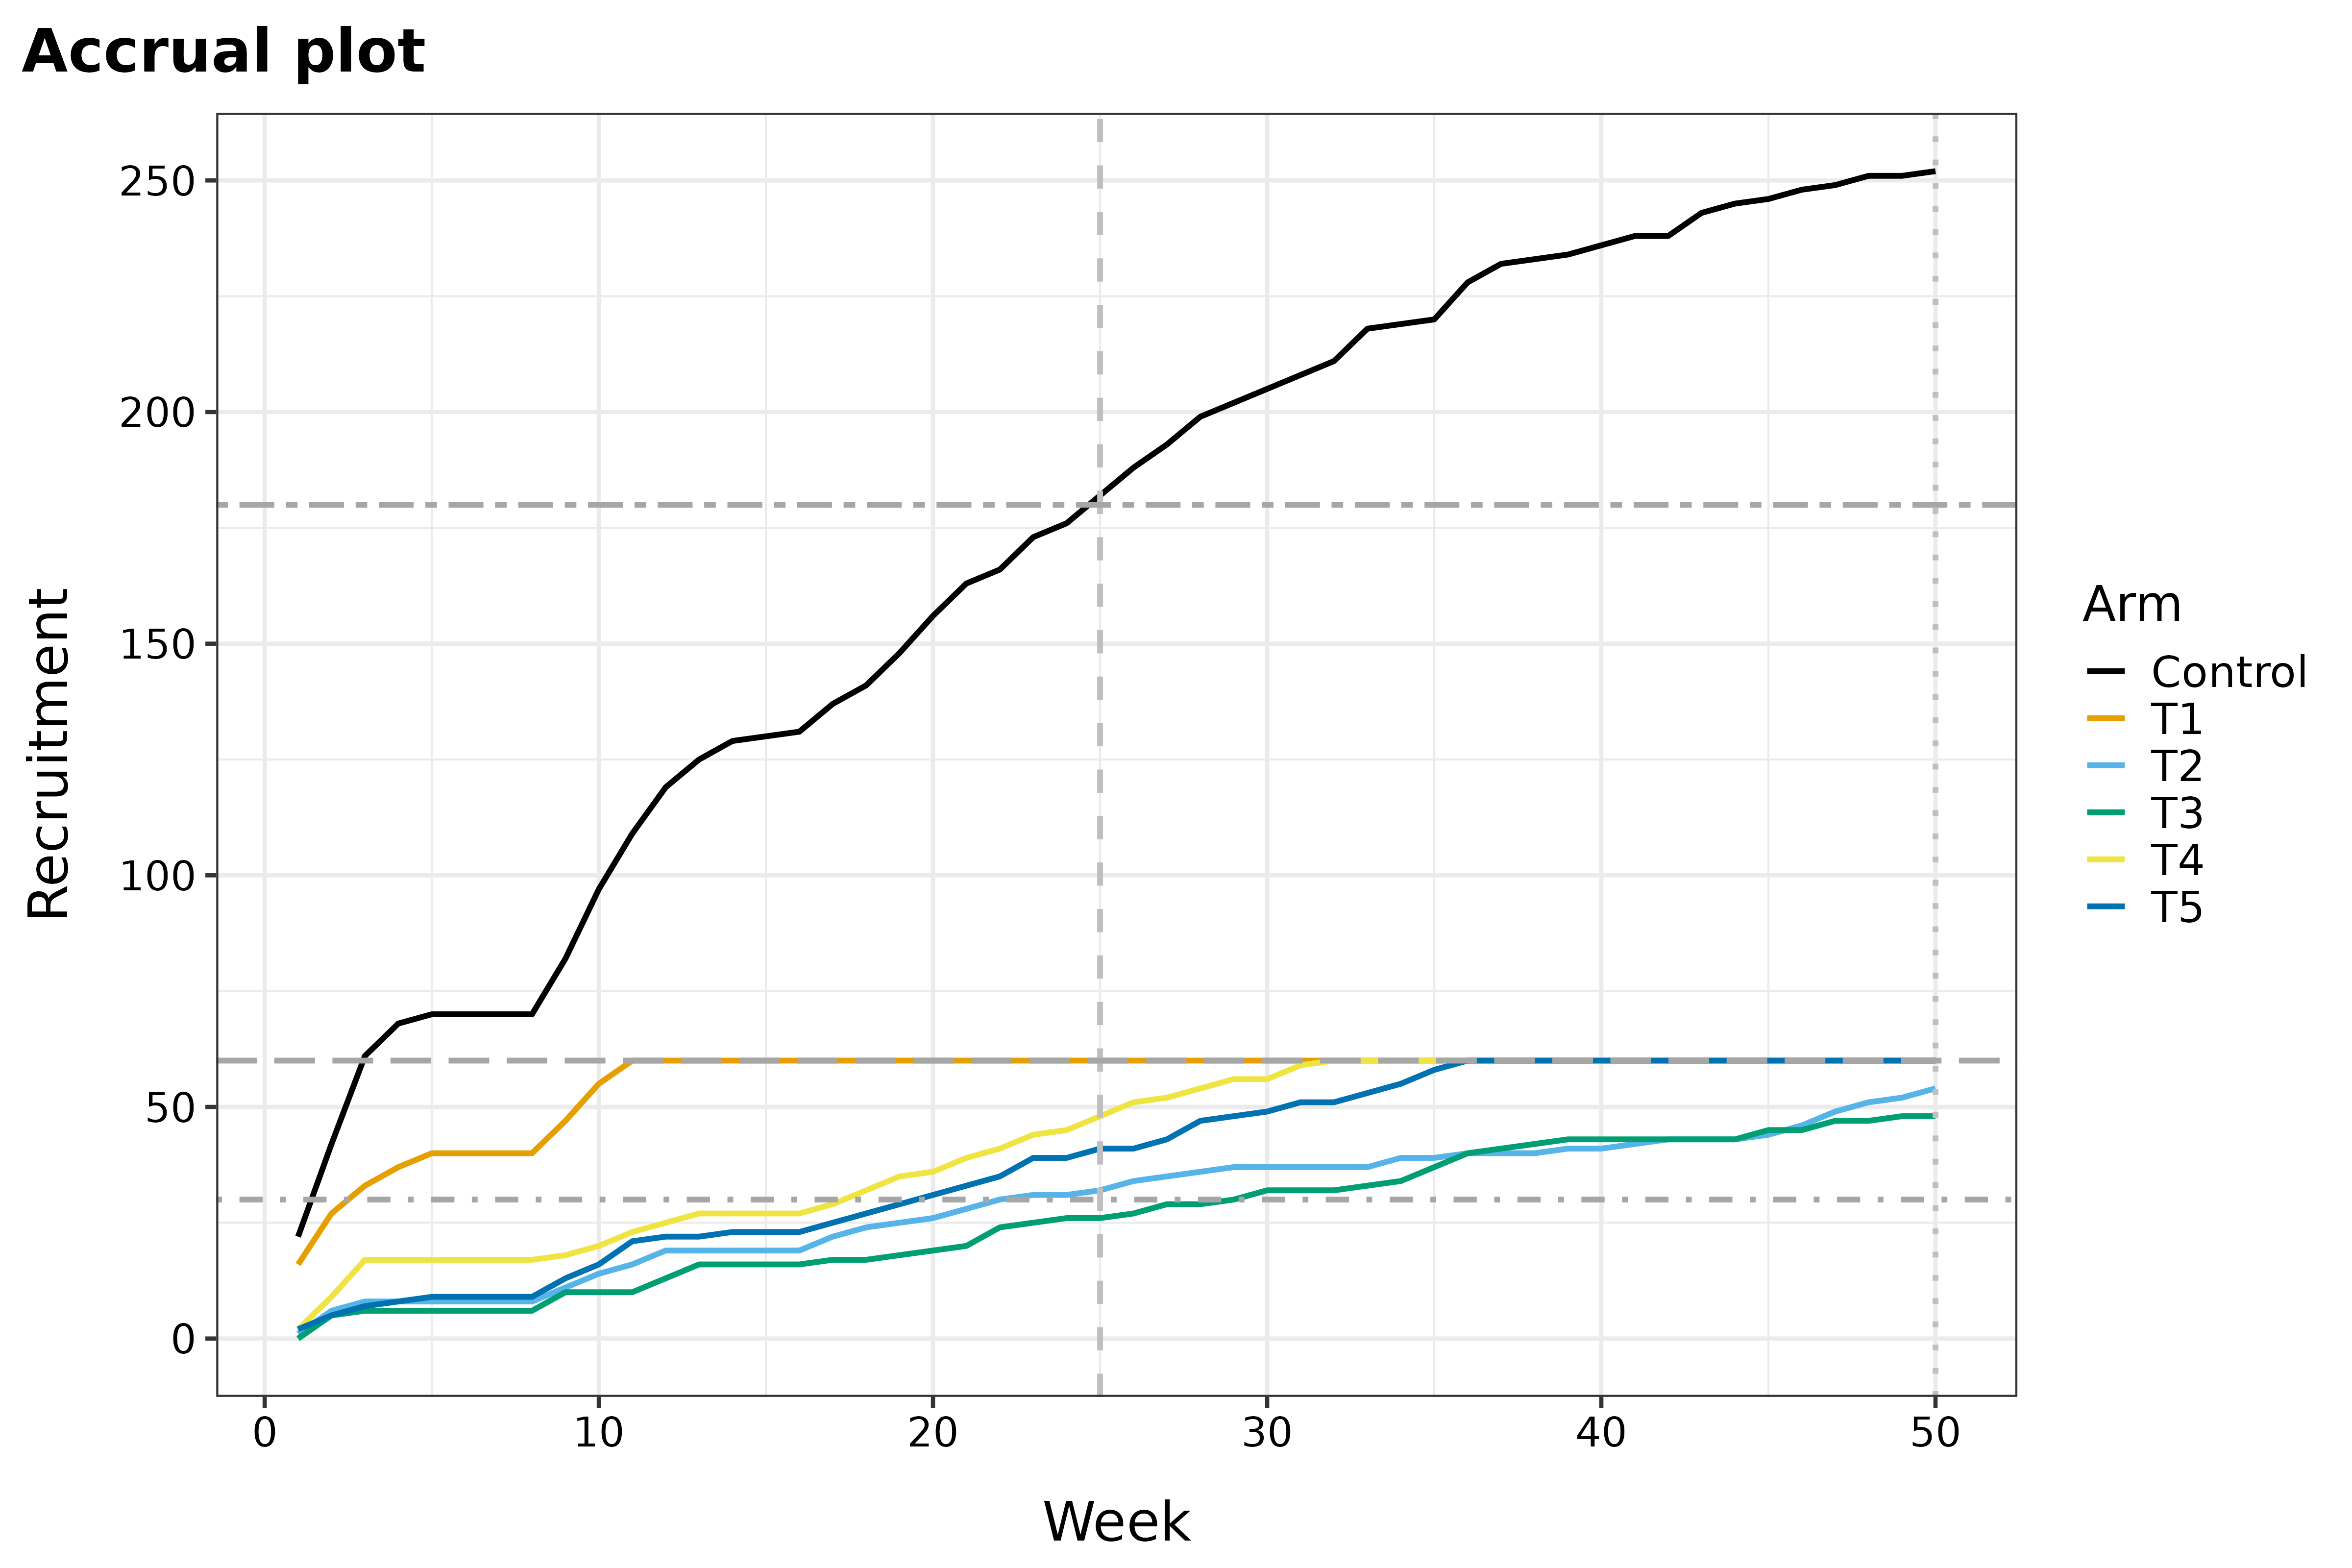 Accrual plot
Recruitment
250
200
150
100
50
0
0 10 20 30 40 50
Week
Arm
Control
T1
T2
T3
T4
T5